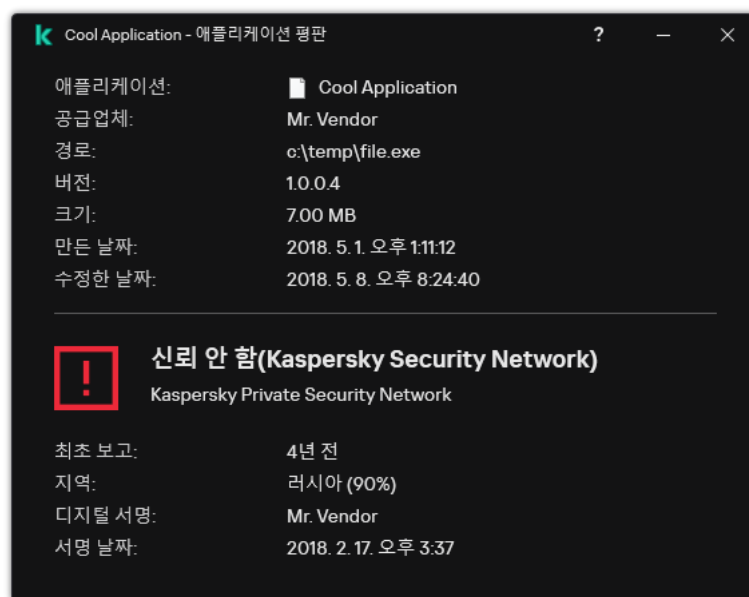 Cool Application - 애플리케이션 평판 ?
애플리케이션: Cool Application
공급업체: Mr. Vendor
경로: c:\temp\file.exe
버전: 1.0.0.4
크기: 7.00 MB
만든 날짜: 2018. 5. 1. 오후 1:11:12
수정한 날짜: 2018. 5. 8. 오후 8:24:40
신뢰 안 함(Kaspersky Security Network)
Kaspersky Private Security Network
최초 보고: 4년 전
지역: 러시아 (90%)
디지털 서명: Mr. Vendor
서명 날짜: 2018. 2. 17. 오후 3:37